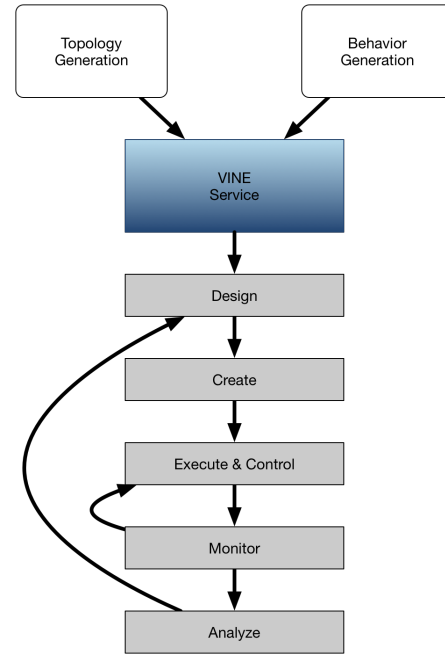 Topology
Generation
Behavior
Generation
VINE
Service
Design
Create
Execute & Control
Monitor
Analyze